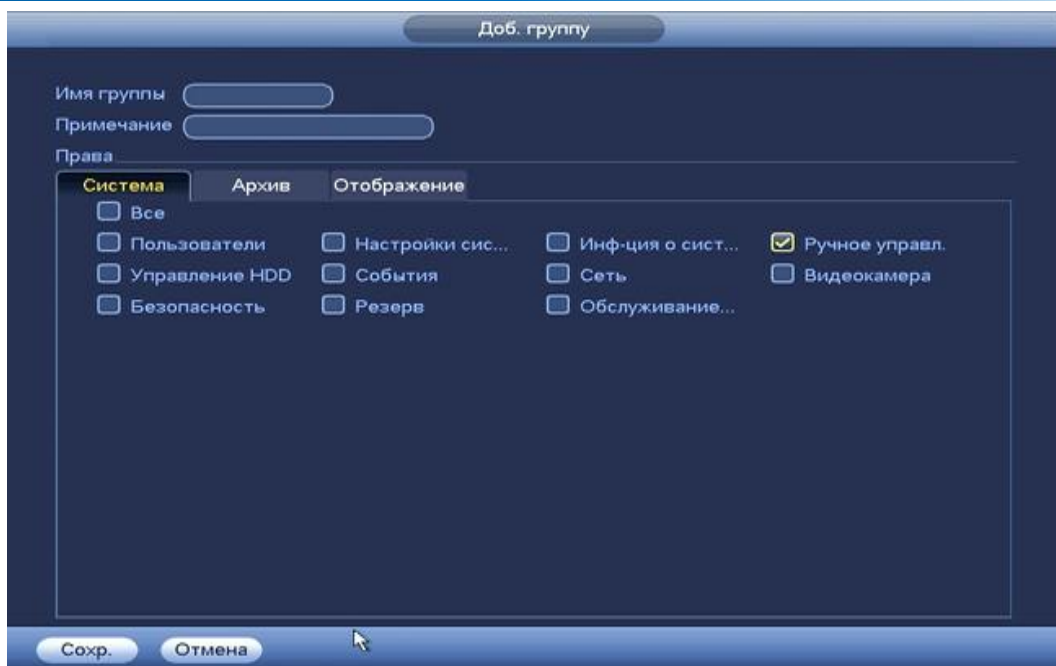 Доб. группу
Имя группы
Примечание
Права
Система Архив Отображение
Все
Пользователи Настройки сис... Инф-ция о сист... Ручное управл.
Управление HDD События Сеть Видеокамера
Безопасность Резерв Обслуживание...
Сохр. Отмена